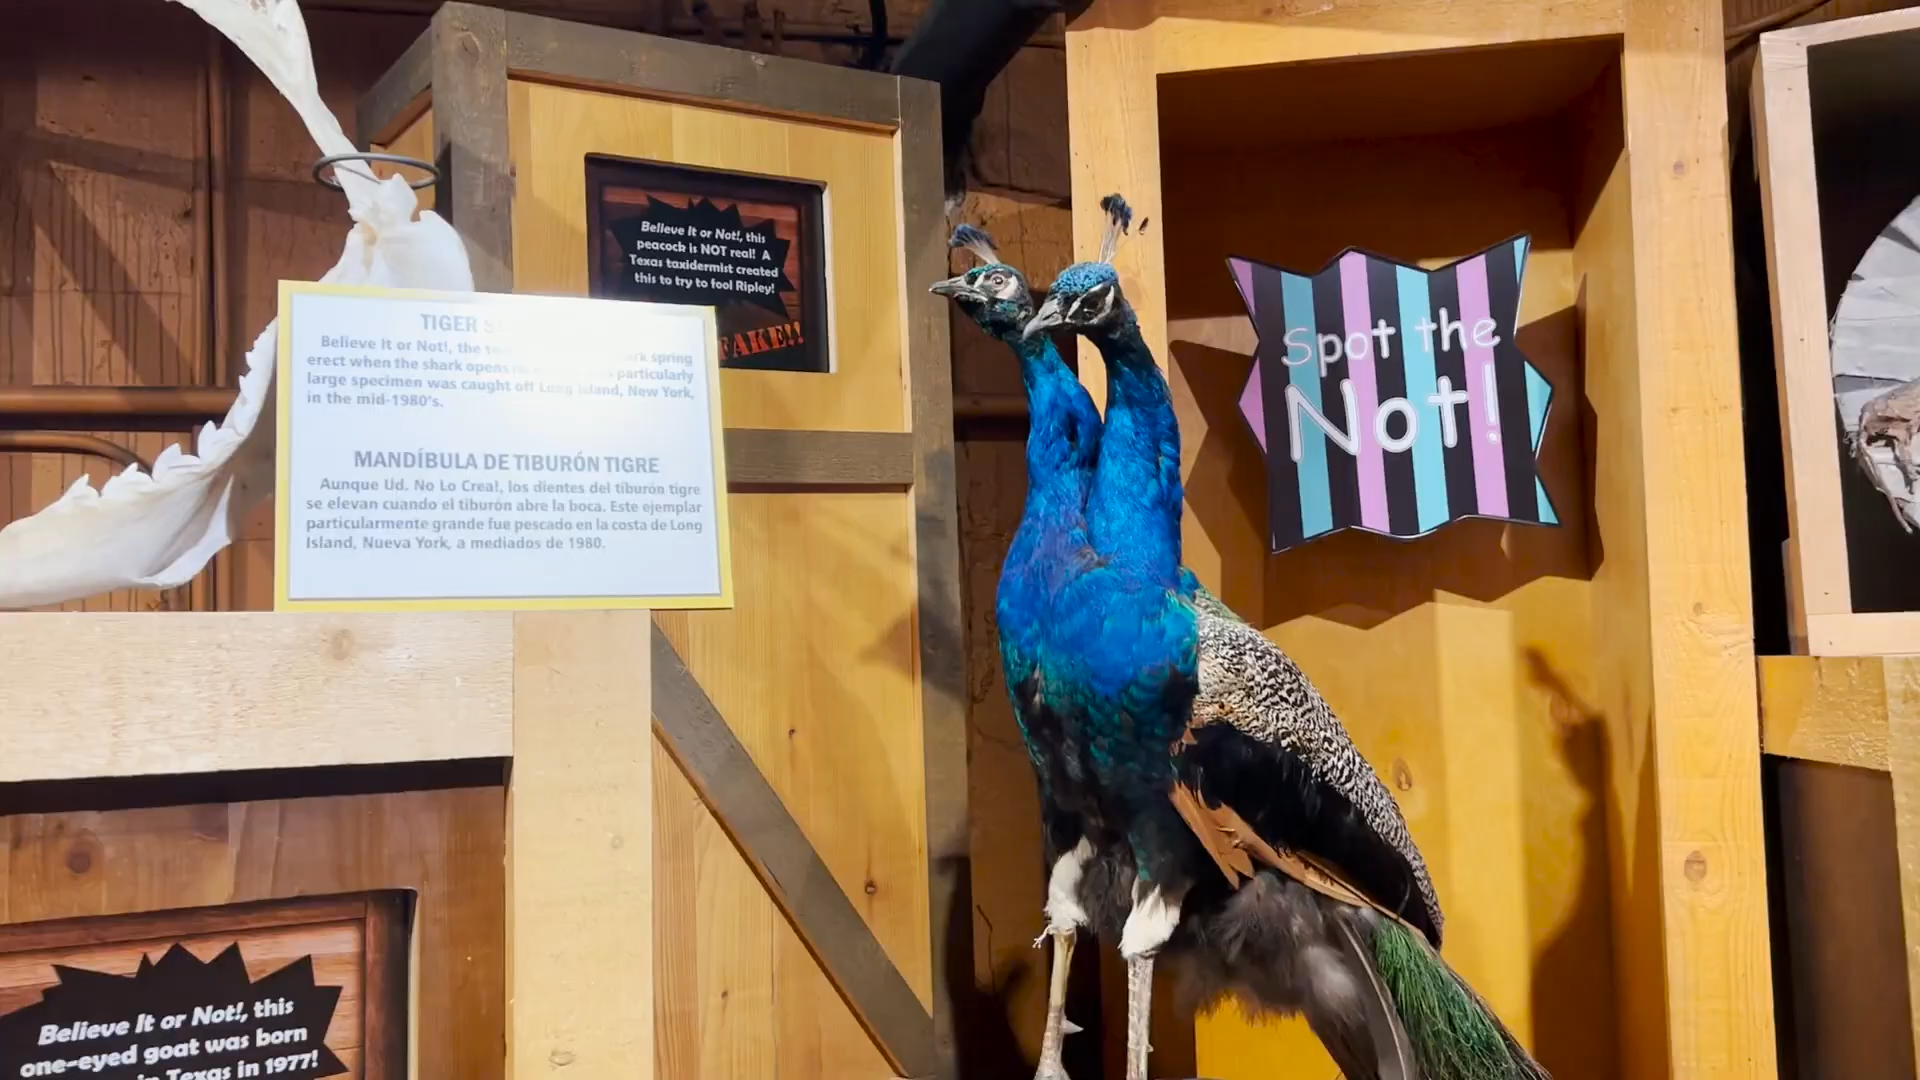 Believe It or Not!, this
peacock is NOT real! A
Texas taxidermist created
this to try to fool Ripley!
FAKE!!
TIGER
Believe It or Not!, the spring
erect when the shark opens particularly
large specimen was caught off Long Island, New York,
in the mid-1980's.
MANDÍBULA DE TIBURÓN TIGRE
Aunque Ud. No Lo Crea!, los dientes del tiburón tigre
se elevan cuando el tiburón abre la boca. Este ejemplar
particularmente grande fue pescado en la costa de Long
Island, Nueva York, a mediados de 1980.
Spot the
Not!
Believe It or Not!, this
one-eyed goat was born
in Texas in 1977!